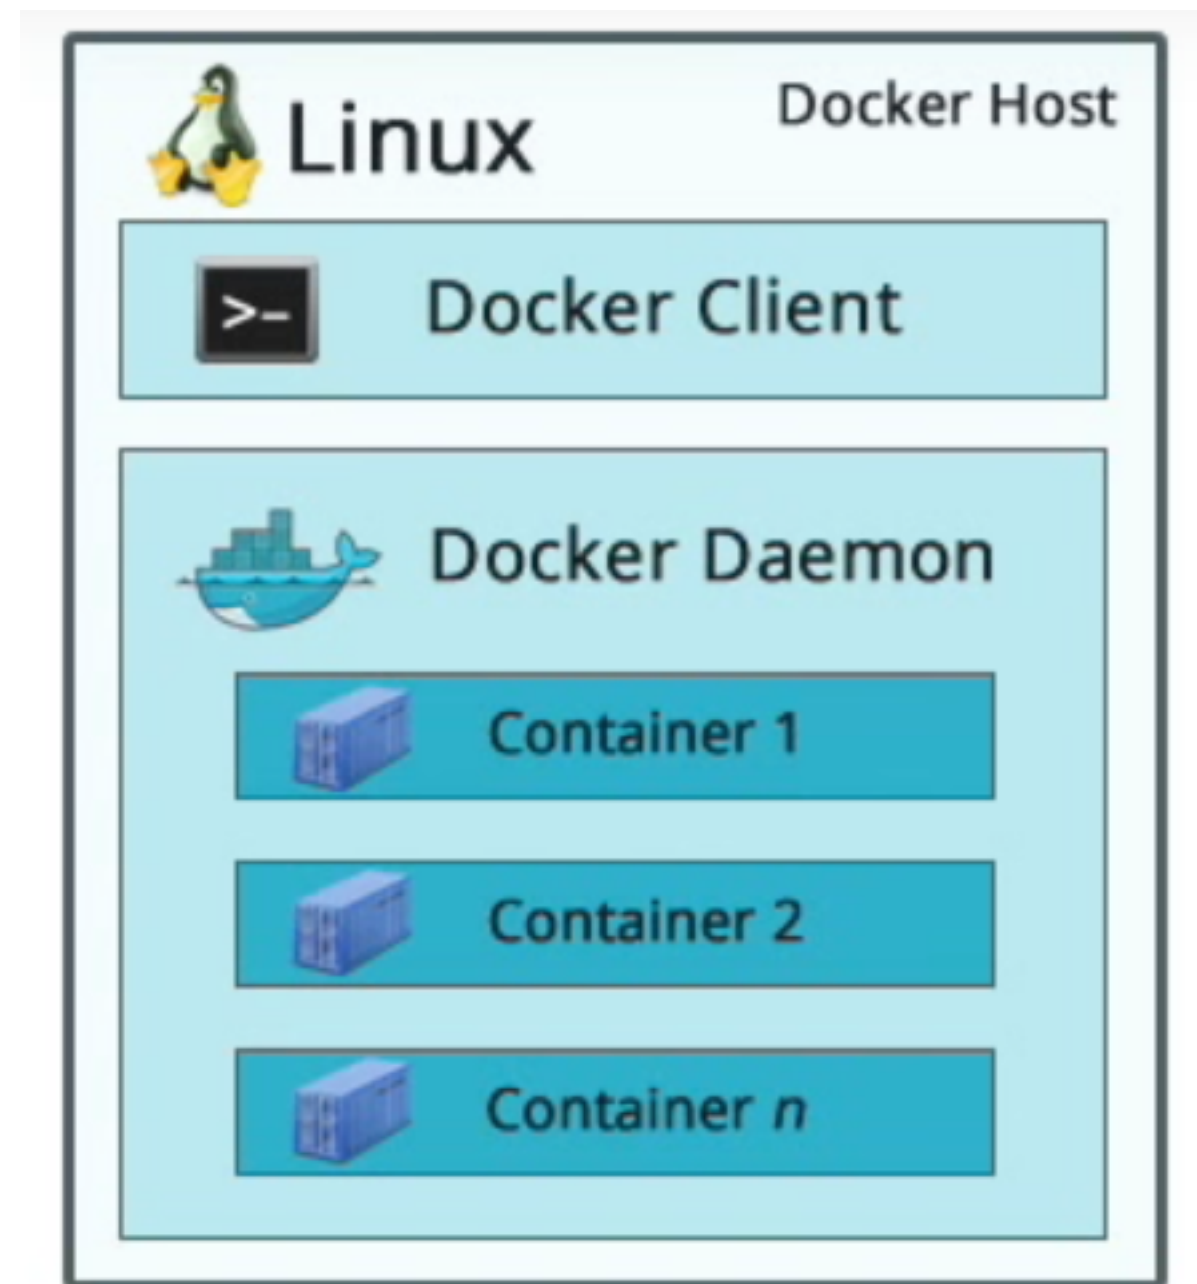 Linux
Docker Host
>-
Docker Client
Docker Daemon
Container 1
Container 2
Container n